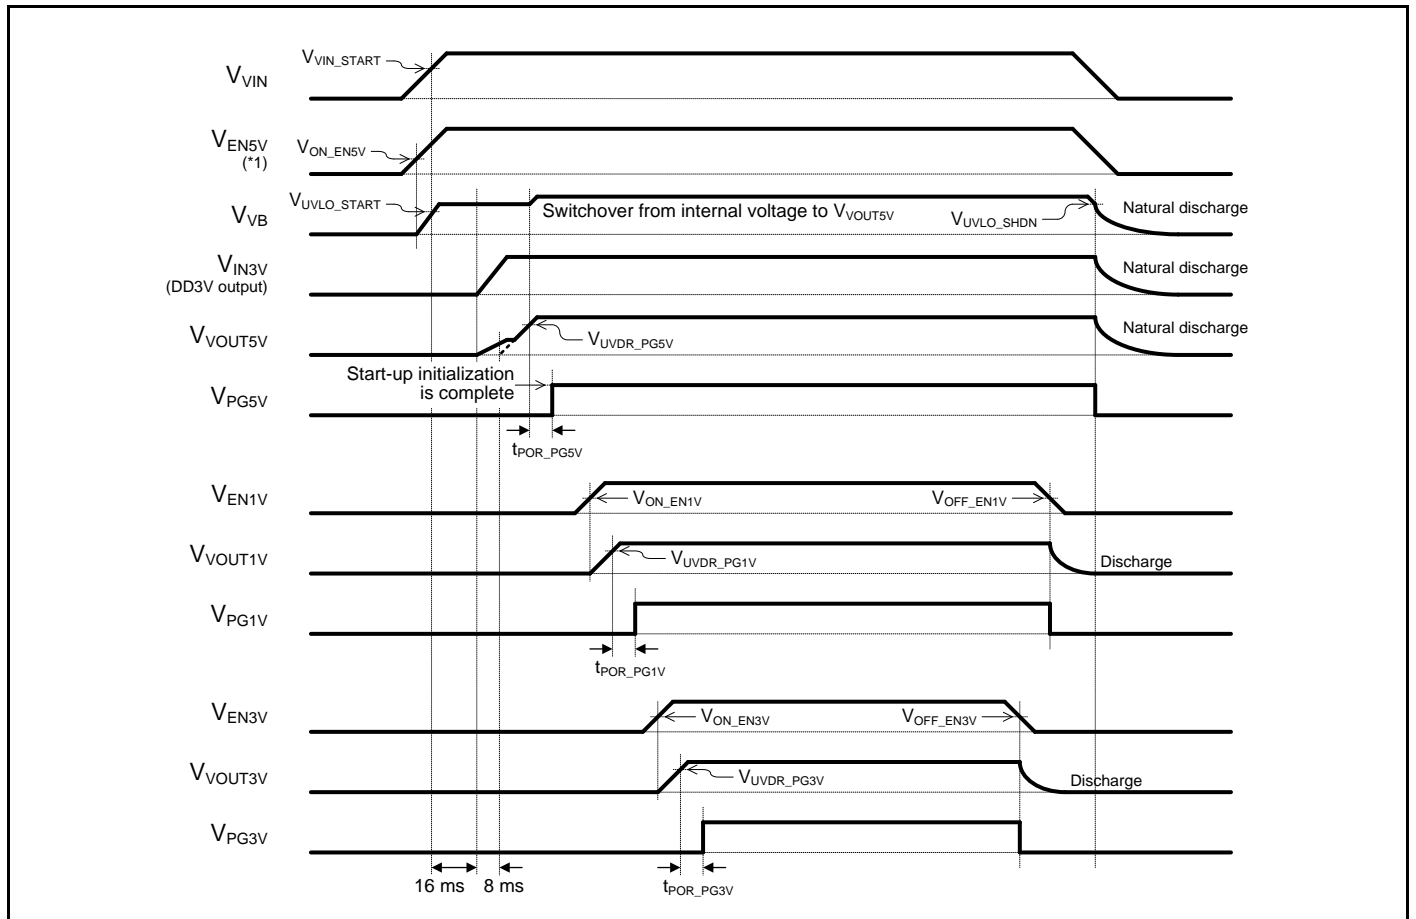 VVIN
VVIN_START
VEN5V
(*1)
VON_EN5V
VVB
VUVLO_START
Switchover from internal voltage to VVOUT5V
VUVLO_SHDN
Natural discharge
VIN3V
(DD3V output)
Natural discharge
VVOUT5V
VUVDR_PG5V
Natural discharge
Start-up initialization
is complete
VPG5V
tPOR_PG5V
VEN1V
VON_EN1V
VOFF_EN1V
VVOUT1V
VUVDR_PG1V
Discharge
VPG1V
tPOR_PG1V
VEN3V
VON_EN3V
VOFF_EN3V
VVOUT3V
VUVDR_PG3V
Discharge
VPG3V
16 ms
8 ms
tPOR_PG3V